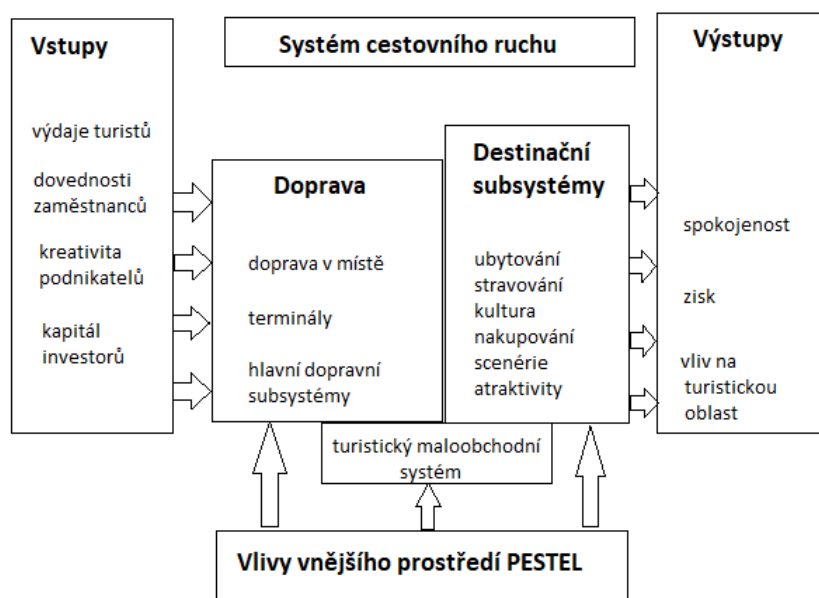 Systém cestovního ruchu
Vstupy
výdaje turistů
dovednosti
zaměstnanců
kreativita
podnikatelů
kapitál
investorů
Doprava
doprava v místě
terminály
hlavní dopravní
subsystémy
Destinační
subsystémy
ubytování
stravování
kultura
nakupování
scenérie
atraktivity
turistický maloobchodní
systém
Výstupy
spokojenost
zisk
vliv na
turistickou
oblast
Vlivy vnějšího prostředí PESTEL